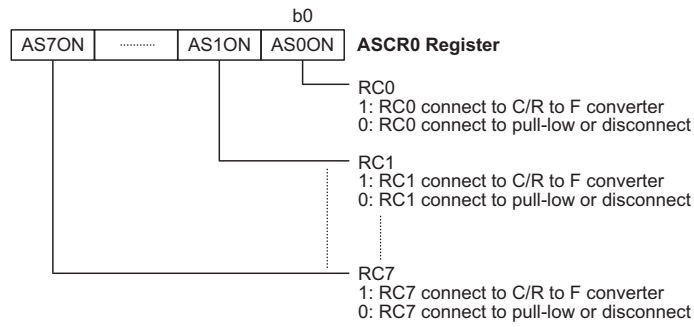 b0
AS7ON ........... AS1ON AS0ON ASCR0 Register
RC0
1: RC0 connect to C/R to F converter
0: RC0 connect to pull-low or disconnect
RC1
1: RC1 connect to C/R to F converter
0: RC1 connect to pull-low or disconnect
RC7
1: RC7 connect to C/R to F converter
0: RC7 connect to pull-low or disconnect